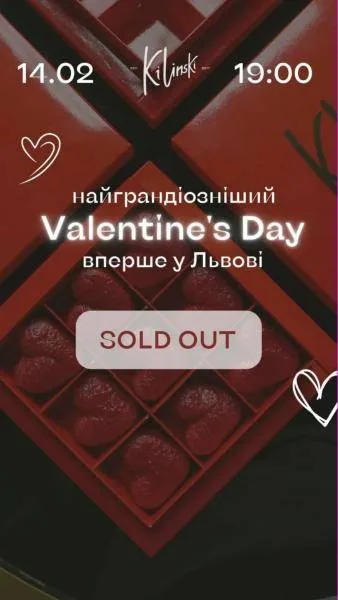 14.02
Kilinski
19:00
найграндіозніший
Valentine's Day
вперше у Львові
SOLD OUT